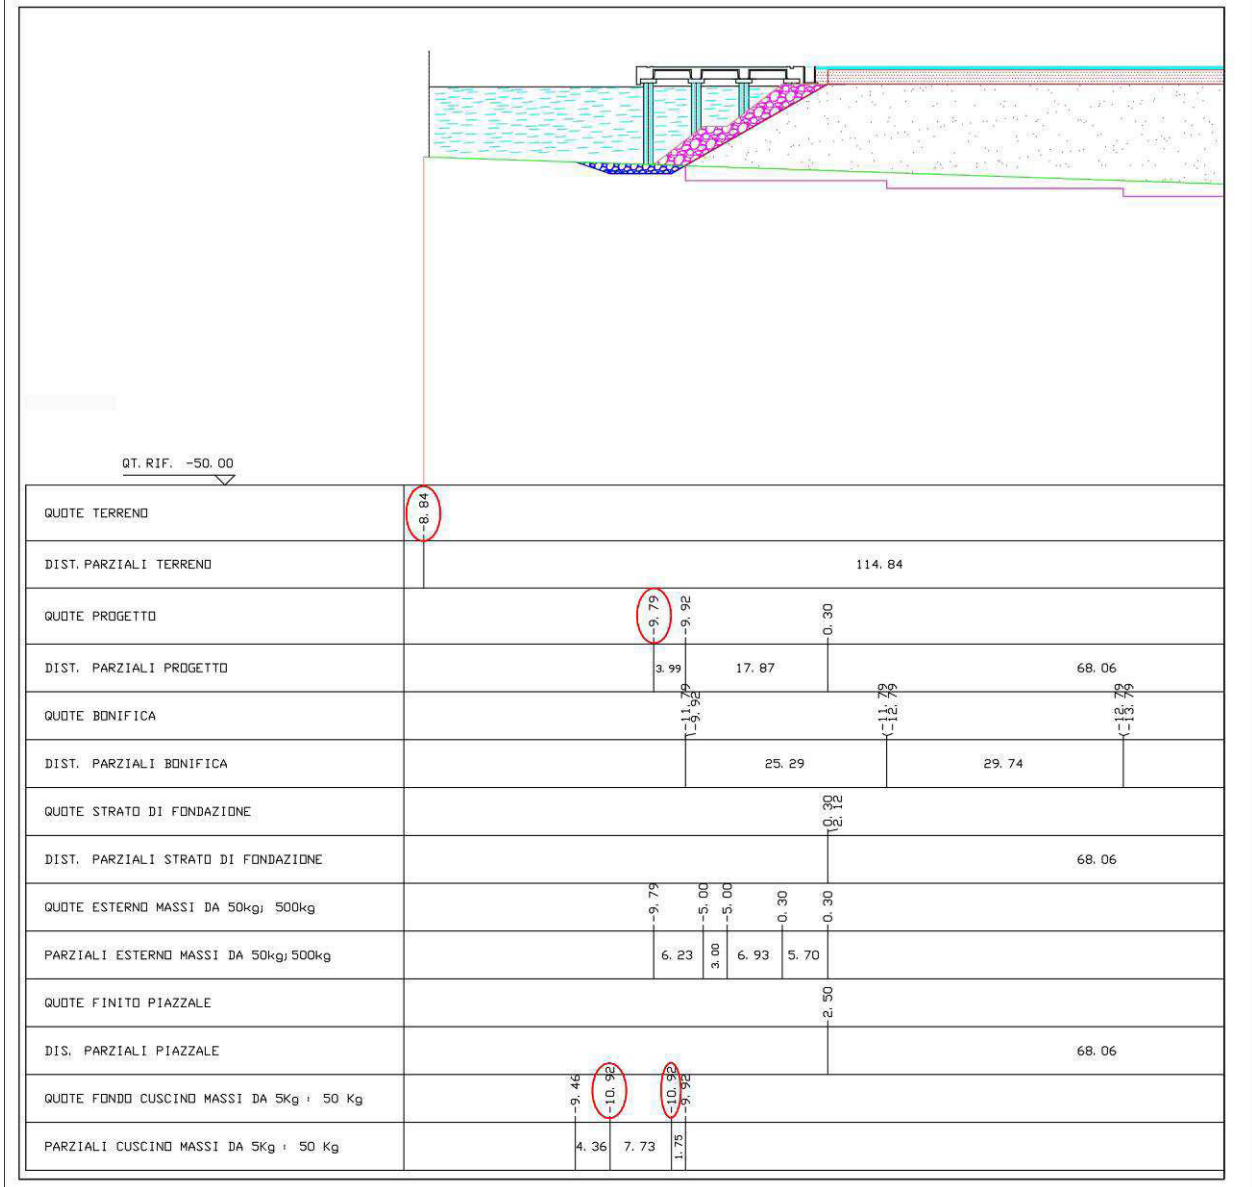 QT. RIF. -50.00
QUOTE TERRENO
-8.84
DIST. PARZIALI TERRENO
114.84
QUOTE PROGETTO
-9.79 -9.92 0.30
DIST. PARZIALI PROGETTO
3.99 17.87 68.06
QUOTE BONIFICA
-11.79 -9.92 -11.79 -12.79 -12.79 -13.79
DIST. PARZIALI BONIFICA
25.29 29.74
QUOTE STRATO DI FONDAZIONE
0.30 2.12
DIST. PARZIALI STRATO DI FONDAZIONE
68.06
QUOTE ESTERNO MASSI DA 50kg; 500kg
-9.79 -5.00 -5.00 0.30 0.30
PARZIALI ESTERNO MASSI DA 50kg;500kg
6.23 3.00 6.93 5.70
QUOTE FINITO PIAZZALE
2.50
DIS. PARZIALI PIAZZALE
68.06
QUOTE FONDO CUSCINO MASSI DA 5Kg : 50 Kg
-9.46 -10.92 -10.92 -9.92
PARZIALI CUSCINO MASSI DA 5Kg : 50 Kg
4.36 7.73 1.75